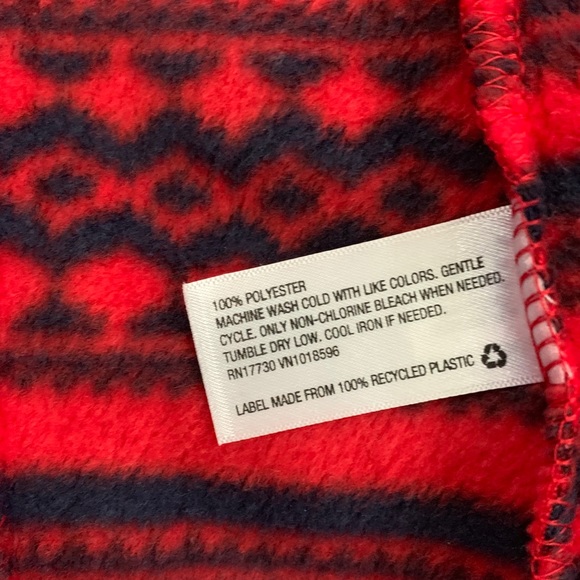 100% POLYESTER
MACHINE WASH COLD WITH LIKE COLORS. GENTLE
CYCLE. ONLY NON-CHLORINE BLEACH WHEN NEEDED.
TUMBLE DRY LOW. COOL IRON IF NEEDED.
RN17730 VN1018596
LABEL MADE FROM 100% RECYCLED PLASTIC